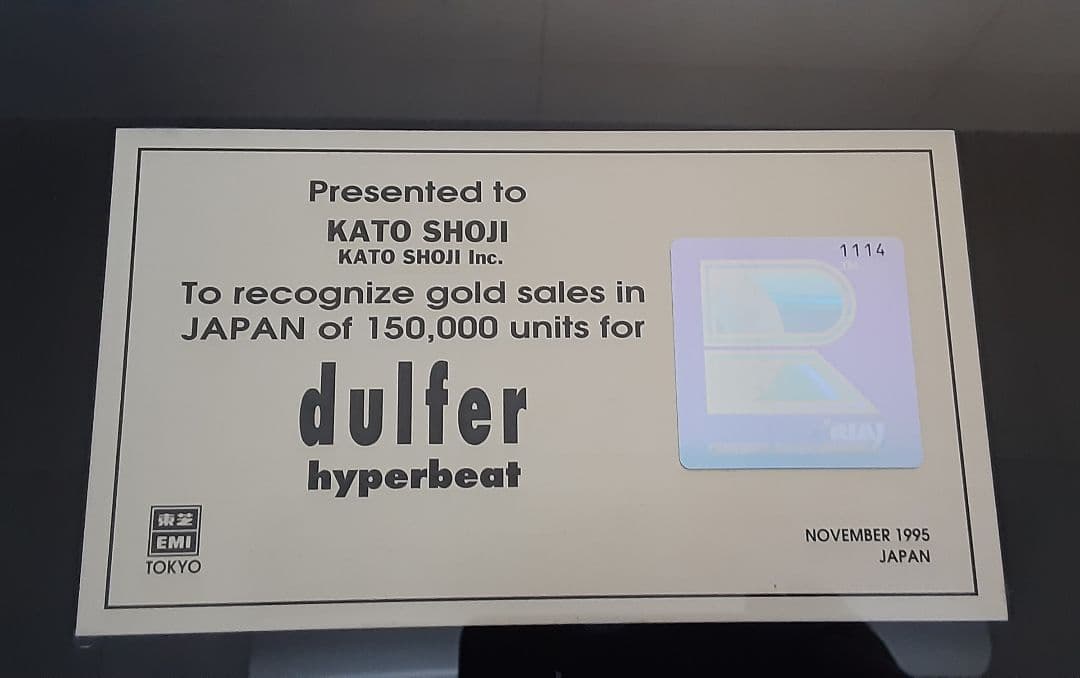 Presented to
KATO SHOJI
KATO SHOJI Inc.
To recognize gold sales in
JAPAN of 150,000 units for
dulfer
hyperbeat
1114
RIAJ
東芝
EMI
TOKYO
NOVEMBER 1995
JAPAN